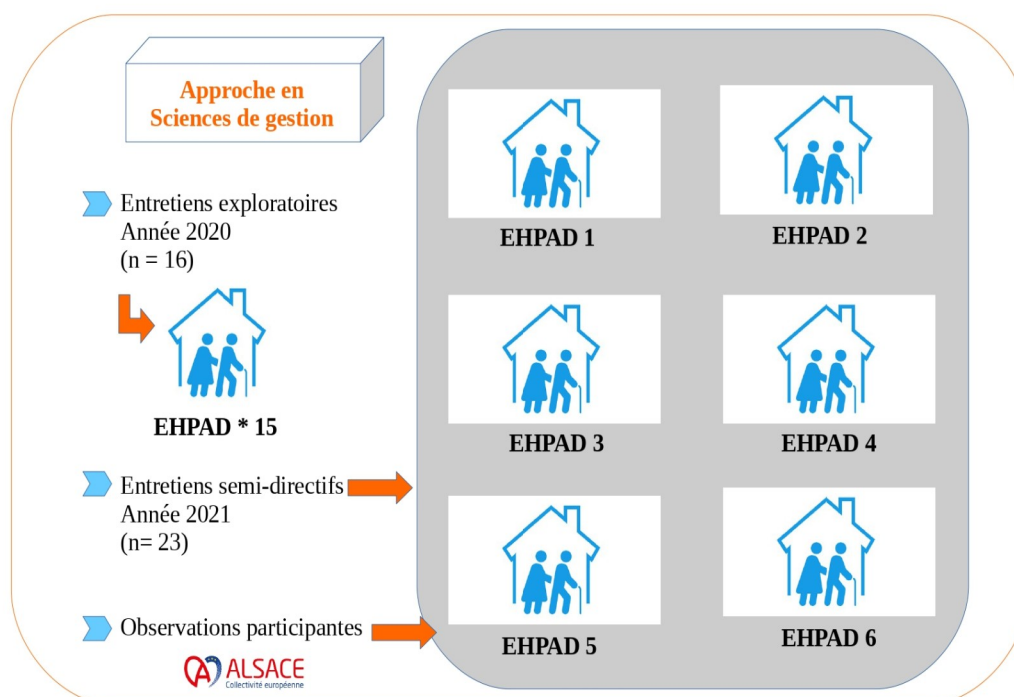 Approche en
Sciences de gestion
Entretiens exploratoires
Année 2020
(n = 16)
EHPAD * 15
Entretiens semi-directifs
Année 2021
(n= 23)
Observations participantes
ALSACE
Collectivité européenne
EHPAD 1
EHPAD 2
EHPAD 3
EHPAD 4
EHPAD 5
EHPAD 6